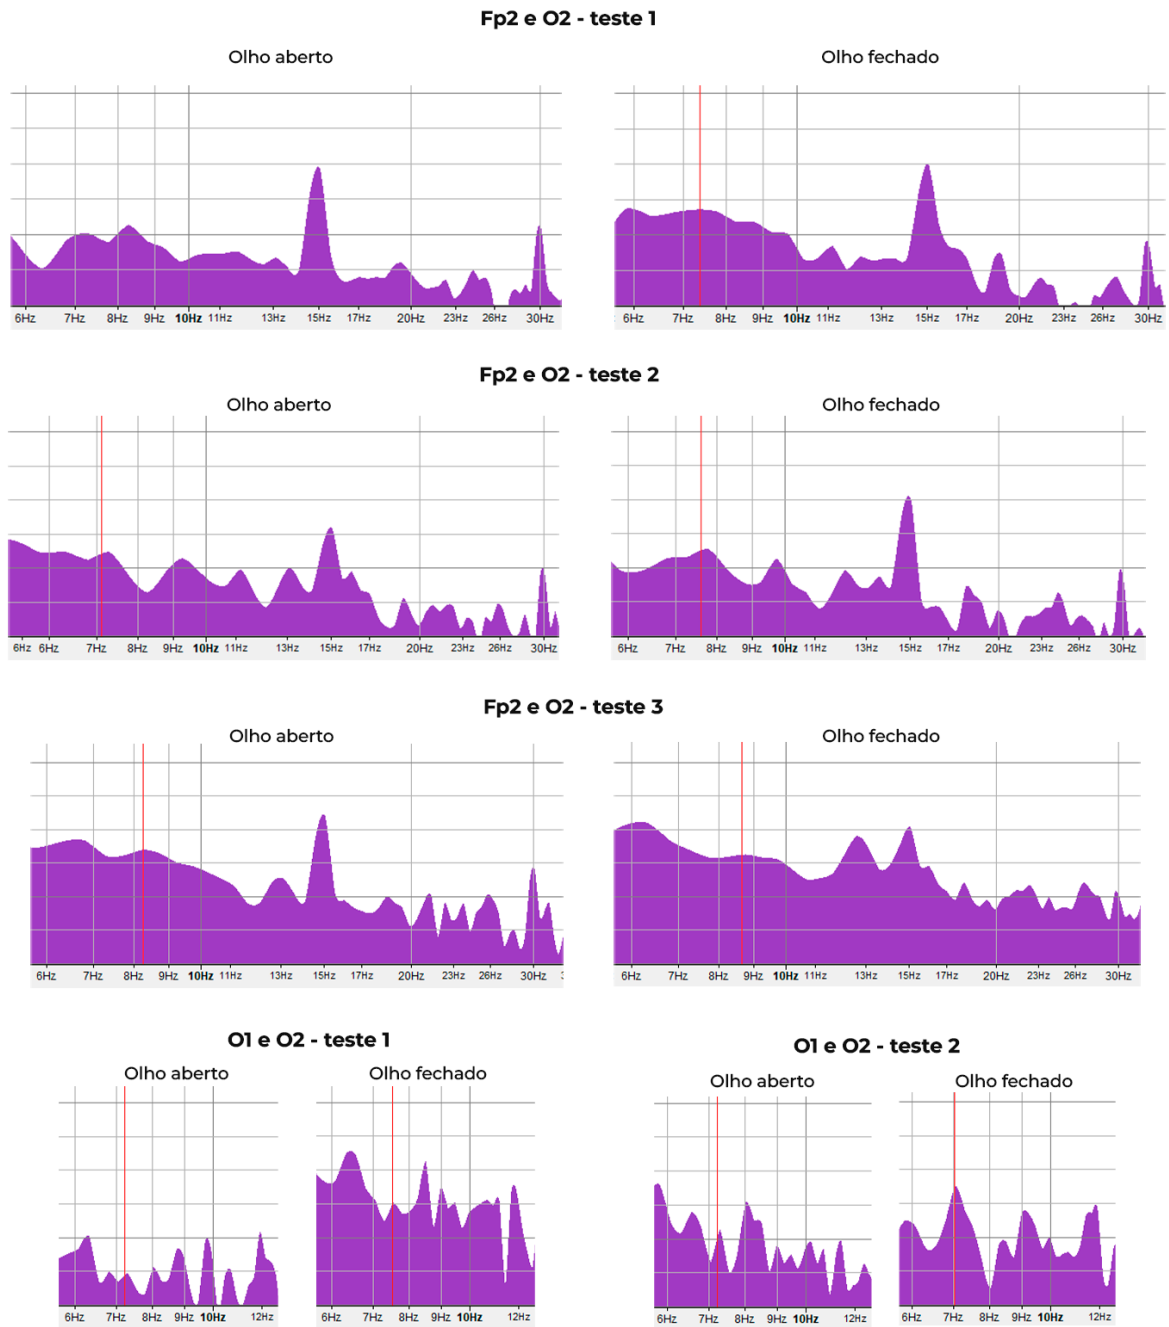 Fp2 e O2 - teste 1
Olho aberto
Olho fechado
6Hz 7Hz 8Hz 9Hz 10Hz 11Hz 13Hz 15Hz 17Hz 20Hz 23Hz 26Hz 30Hz
6Hz 7Hz 8Hz 9Hz 10Hz 11Hz 13Hz 15Hz 17Hz 20Hz 23Hz 26Hz 30Hz
Fp2 e O2 - teste 2
Olho aberto
Olho fechado
6Hz 6Hz 7Hz 8Hz 9Hz 10Hz 11Hz 13Hz 15Hz 17Hz 20Hz 23Hz 26Hz 30Hz
6Hz 7Hz 8Hz 9Hz 10Hz 11Hz 13Hz 15Hz 17Hz 20Hz 23Hz 26Hz 30Hz
Fp2 e O2 - teste 3
Olho aberto
Olho fechado
6Hz 7Hz 8Hz 9Hz 10Hz 11Hz 13Hz 15Hz 17Hz 20Hz 23Hz 26Hz 30Hz
6Hz 7Hz 8Hz 9Hz 10Hz 11Hz 13Hz 15Hz 17Hz 20Hz 23Hz 26Hz 30Hz
O1 e O2 - teste 1
Olho aberto
Olho fechado
6Hz 7Hz 8Hz 9Hz 10Hz 12Hz
6Hz 7Hz 8Hz 10Hz 12Hz
O1 e O2 - teste 2
Olho aberto
Olho fechado
6Hz 7Hz 8Hz 9Hz 10Hz 12Hz
6Hz 7Hz 8Hz 9Hz 10Hz 12Hz